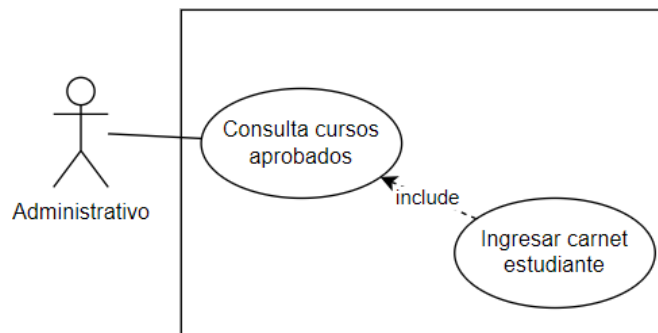 Consulta cursos
aprobados
Administrativo
include
Ingresar carnet
estudiante